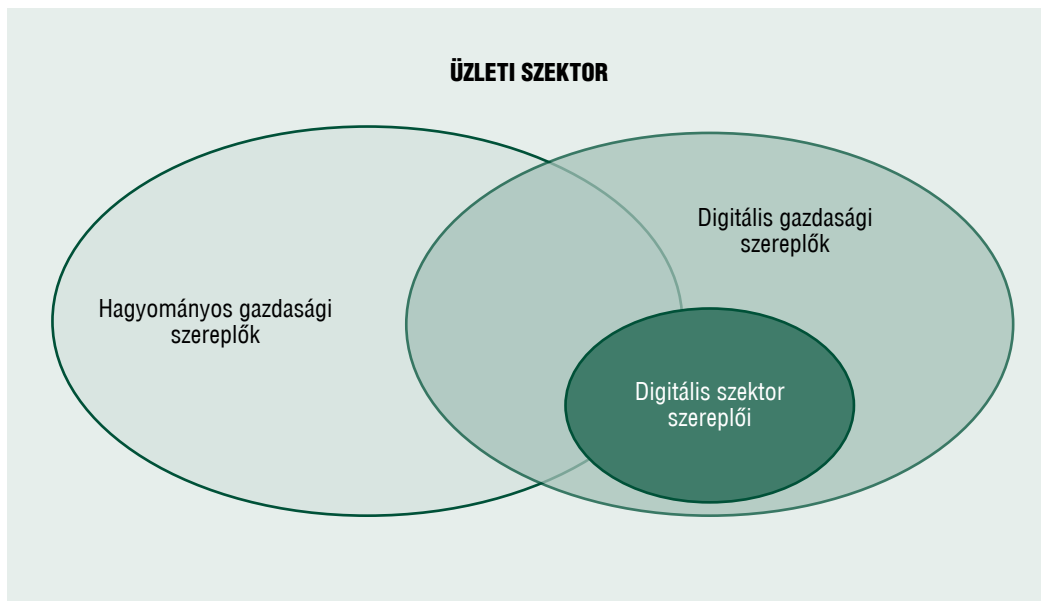 ÜZLETI SZEKTOR
Digitális gazdasági
szereplők
Hagyományos gazdasági
szereplők
Digitális szektor
szereplői